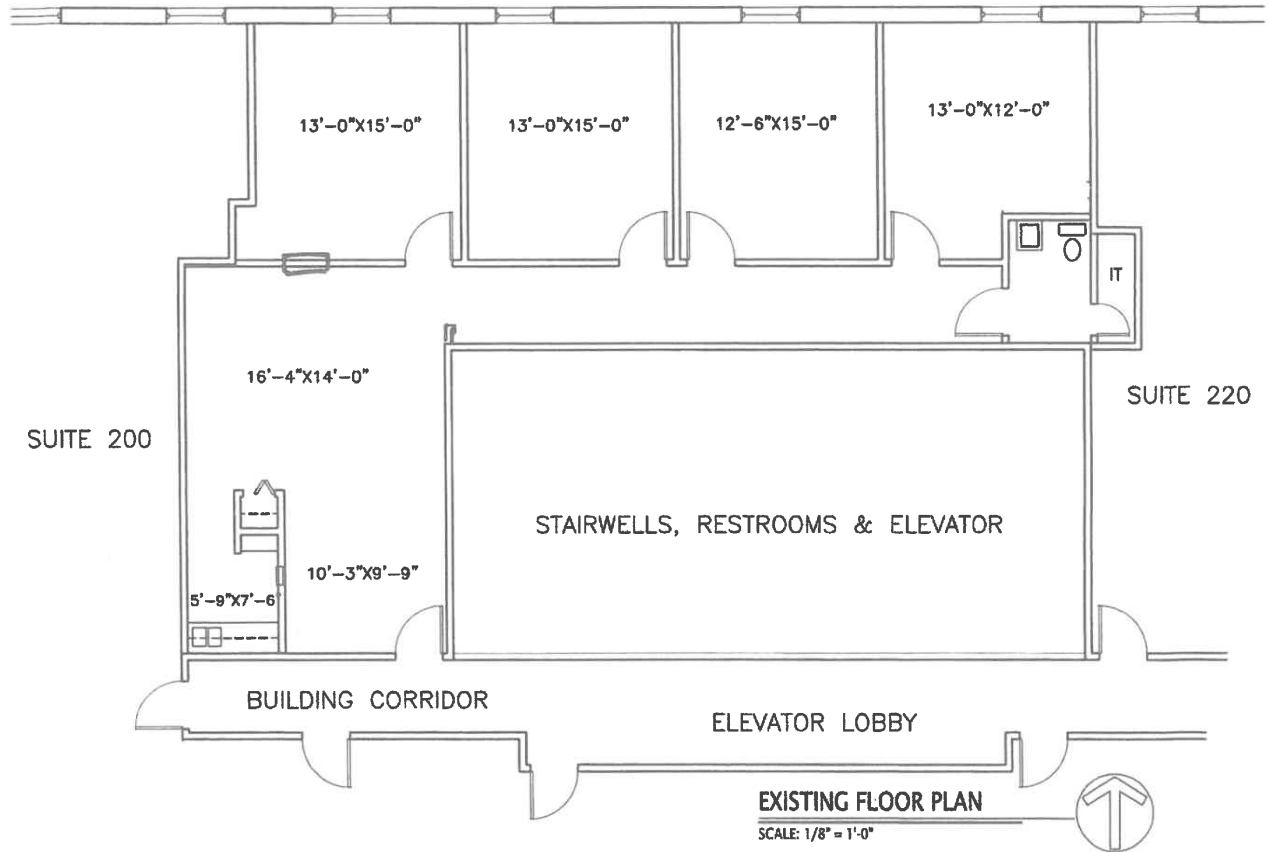 13'-0"X15'-0"
13'-0"X15'-0"
12'-6"X15'-0"
13'-0"X12'-0"
IT
16'-4"X14'-0"
SUITE 200
SUITE 220
STAIRWELLS, RESTROOMS & ELEVATOR
10'-3"X9'-9"
5'-9"X7'-6"
BUILDING CORRIDOR
ELEVATOR LOBBY
EXISTING FLOOR PLAN
SCALE: 1/8" = 1'-0"